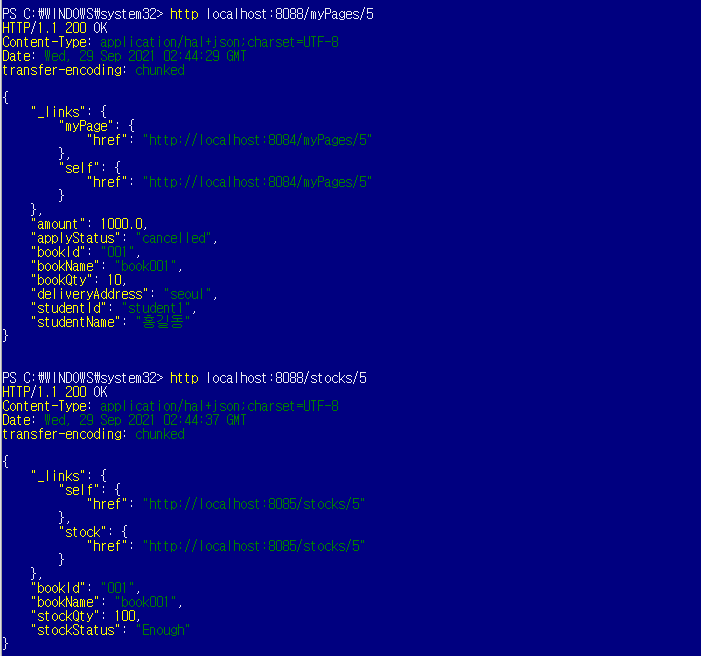 PS C:₩WINDOWS₩system32> http localhost:8088/myPages/5
HTTP/1.1 200 OK
Content-Type: application/hal+json;charset=UTF-8
Date: Wed, 29 Sep 2021 02:44:29 GMT
transfer-encoding: chunked

{
    "_links": {
        "myPage": {
            "href": "http://localhost:8084/myPages/5"
        },
        "self": {
            "href": "http://localhost:8084/myPages/5"
        }
    },
    "amount": 1000.0,
    "applyStatus": "cancelled",
    "bookId": "001",
    "bookName": "book001",
    "bookQty": 10,
    "deliveryAddress": "seoul",
    "studentId": "student1",
    "studentName": "홍길동"
}

PS C:₩WINDOWS₩system32> http localhost:8088/stocks/5
HTTP/1.1 200 OK
Content-Type: application/hal+json;charset=UTF-8
Date: Wed, 29 Sep 2021 02:44:37 GMT
transfer-encoding: chunked

{
    "_links": {
        "self": {
            "href": "http://localhost:8085/stocks/5"
        },
        "stock": {
            "href": "http://localhost:8085/stocks/5"
        }
    },
    "bookId": "001",
    "bookName": "book001",
    "stockQty": 100,
    "stockStatus": "Enough"
}